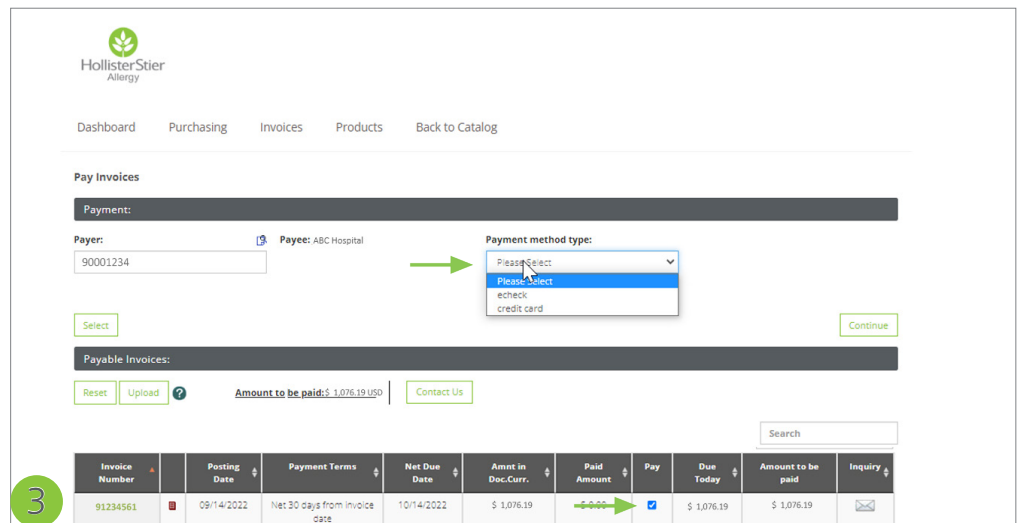 HollisterStier
Allergy
Dashboard Purchasing Invoices Products Back to Catalog
Pay Invoices
Payment:
Payer: Payee: ABC Hospital Payment method type:
90001234 Please Select
Please Select
echeck
credit card
Select Continue
Payable Invoices:
Reset Upload ? Amount to be paid:$ 1,076.19 USD Contact Us
Search
Invoice Number Posting Date Payment Terms Net Due Date Amnt in Doc.Curr. Paid Amount Pay Due Today Amount to be paid Inquiry
3
91234561 09/14/2022 Net 30 days from invoice date 10/14/2022 $ 1,076.19 $ 0.00 $ 1,076.19 $ 1,076.19